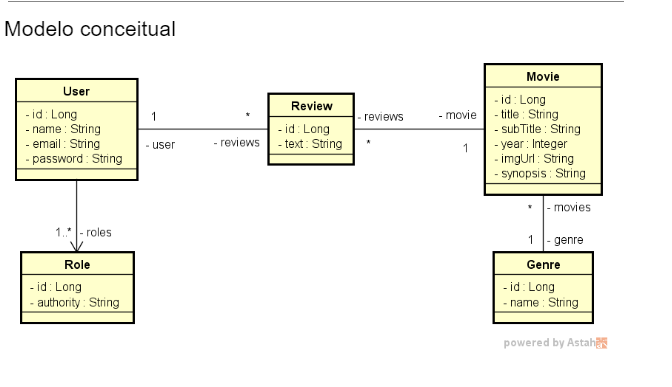 Modelo conceitual
User
- id : Long
- name : String
- email : String
- password : String
1
- user
*
- reviews
Review
- id : Long
- text : String
- reviews
*
- movie
1
Movie
- id : Long
- title : String
- subTitle : String
- year : Integer
- imgUrl : String
- synopsis : String
1..* - roles
Role
- id : Long
- authority : String
* - movies
1 - genre
Genre
- id : Long
- name : String
powered by Astah